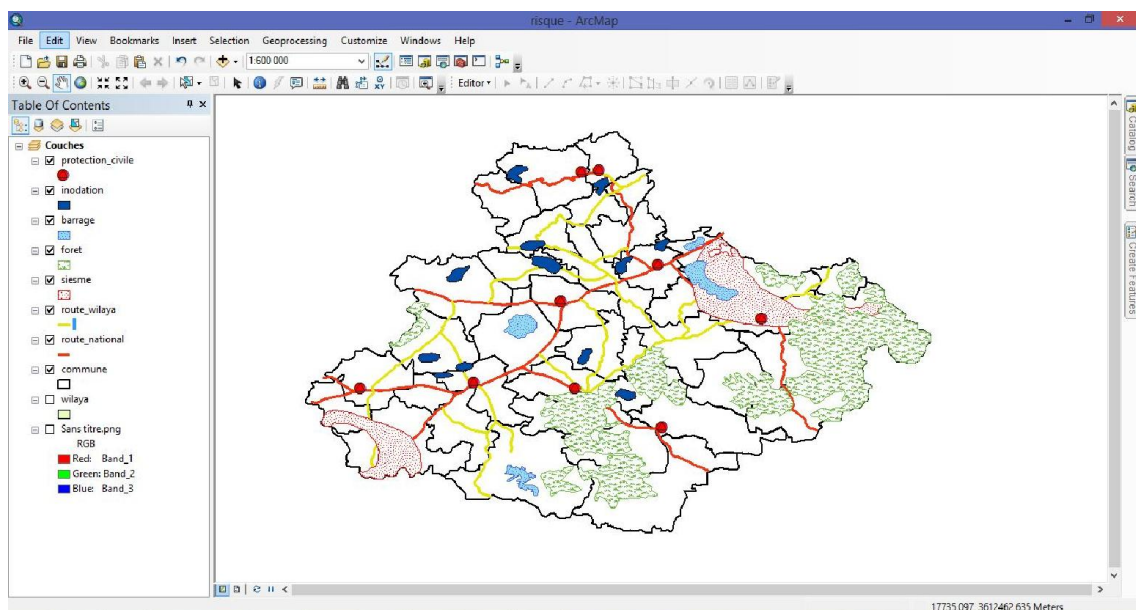 risque - ArcMap
File Edit View Bookmarks Insert Selection Geoprocessing Customize Windows Help
1:600 000
Editor
Table Of Contents
Couches
protection_civile
inodation
barrage
foret
siesme
route_wilaya
route_national
commune
wilaya
Sans titre.png
RGB
Red: Band_1
Green: Band_2
Blue: Band_3
Catalog
Search
Create Features
17735,097 3612462,635 Meters